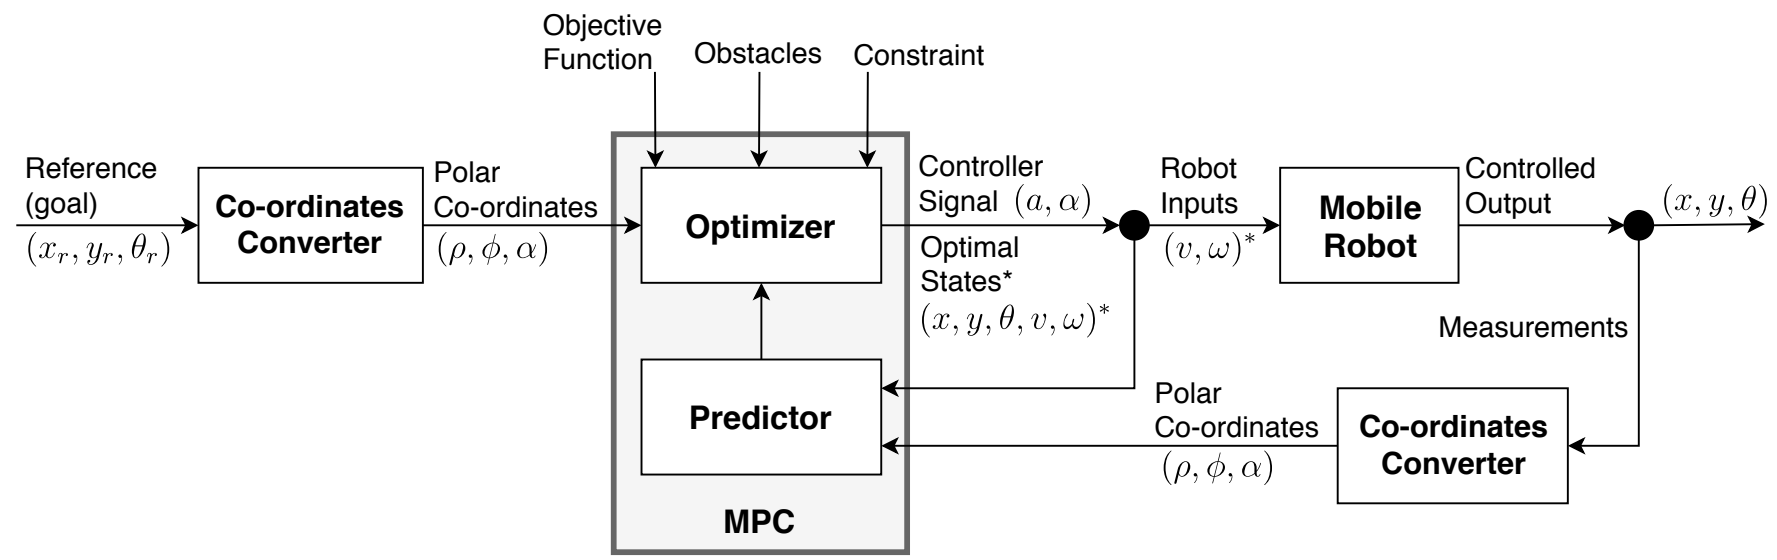 Objective
Function
Obstacles
Constraint
Reference
(goal)
(x_r, y_r, θ_r)
Co-ordinates
Converter
Polar
Co-ordinates
(ρ, ϕ, α)
Optimizer
Controller
Signal (a, α)
Optimal
States*
(x, y, θ, v, ω)*
Robot
Inputs
(v, ω)*
Mobile
Robot
Controlled
Output
(x, y, θ)
Measurements
Predictor
Polar
Co-ordinates
(ρ, ϕ, α)
Co-ordinates
Converter
MPC